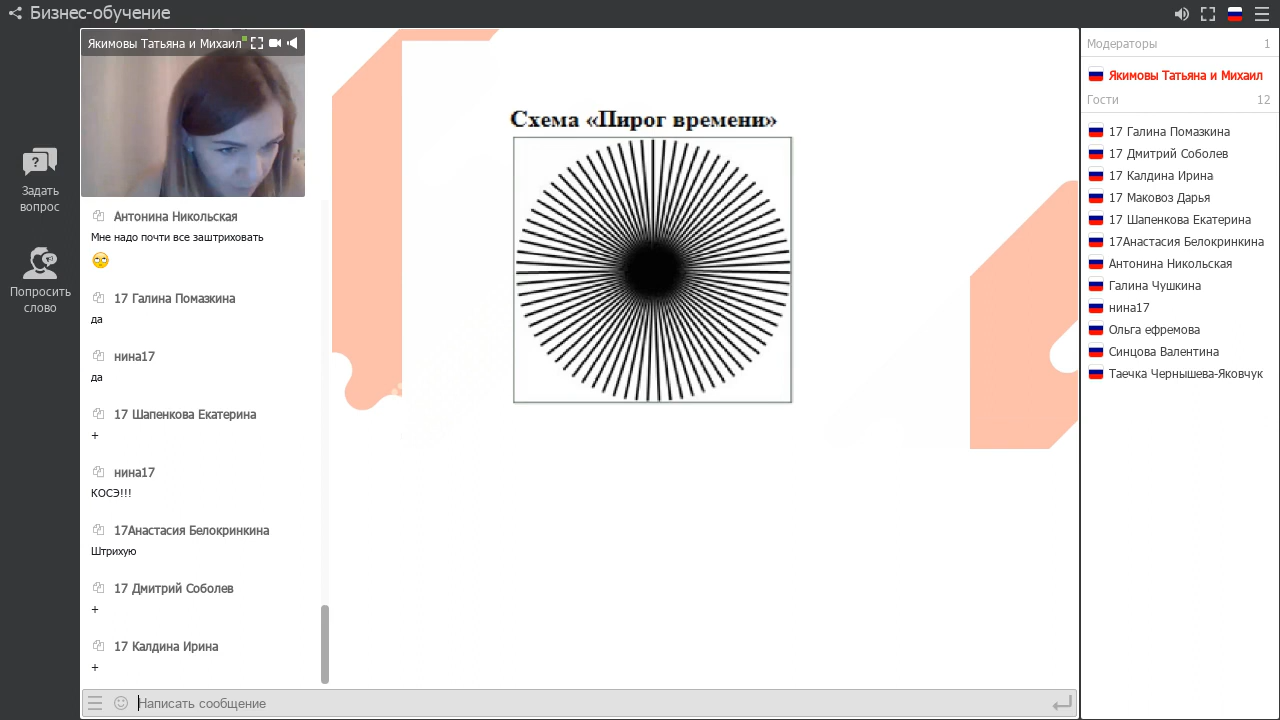 Бизнес-обучение
Задать
вопрос
Попросить
слово
Якимовы Татьяна и Михаил
Антонина Никольская
Мне надо почти все заштриховать
17 Галина Помазкина
да
нина17
да
17 Шапенкова Екатерина
+
нина17
КОСЭ!!!
17Анастасия Белокринкина
Штрихую
17 Дмитрий Соболев
+
17 Калдина Ирина
+
Написать сообщение
Схема «Пирог времени»
Модераторы 1
Якимовы Татьяна и Михаил
Гости 12
17 Галина Помазкина
17 Дмитрий Соболев
17 Калдина Ирина
17 Маковоз Дарья
17 Шапенкова Екатерина
17Анастасия Белокринкина
Антонина Никольская
Галина Чушкина
нина17
Ольга ефремова
Синцова Валентина
Таечка Чернышева-Яковчук